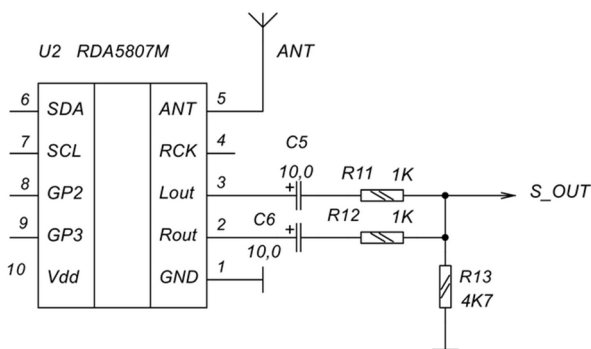 U2 RDA5807M
ANT
6 SDA ANT 5
7 SCL RCK 4
8 GP2 Lout 3
9 GP3 Rout 2
10 Vdd GND 1
C5
10,0
+
R11 1K
S_OUT
C6
10,0
+
R12 1K
R13
4K7